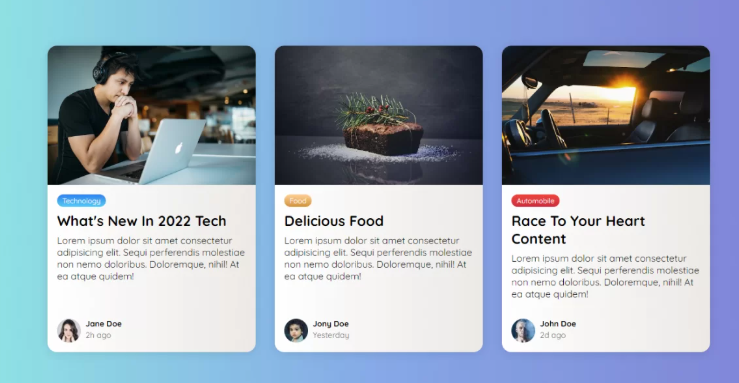 Technology
What's New In 2022 Tech
Lorem ipsum dolor sit amet consectetur
adipisicing elit. Sequi perferendis molestiae
non nemo doloribus. Doloremque, nihil! At
ea atque quidem!
Jane Doe
2h ago
Food
Delicious Food
Lorem ipsum dolor sit amet consectetur
adipisicing elit. Sequi perferendis molestiae
non nemo doloribus. Doloremque, nihil! At
ea atque quidem!
Jony Doe
Yesterday
Automobile
Race To Your Heart
Content
Lorem ipsum dolor sit amet consectetur
adipisicing elit. Sequi perferendis molestiae
non nemo doloribus. Doloremque, nihil! At
ea atque quidem!
John Doe
2d ago